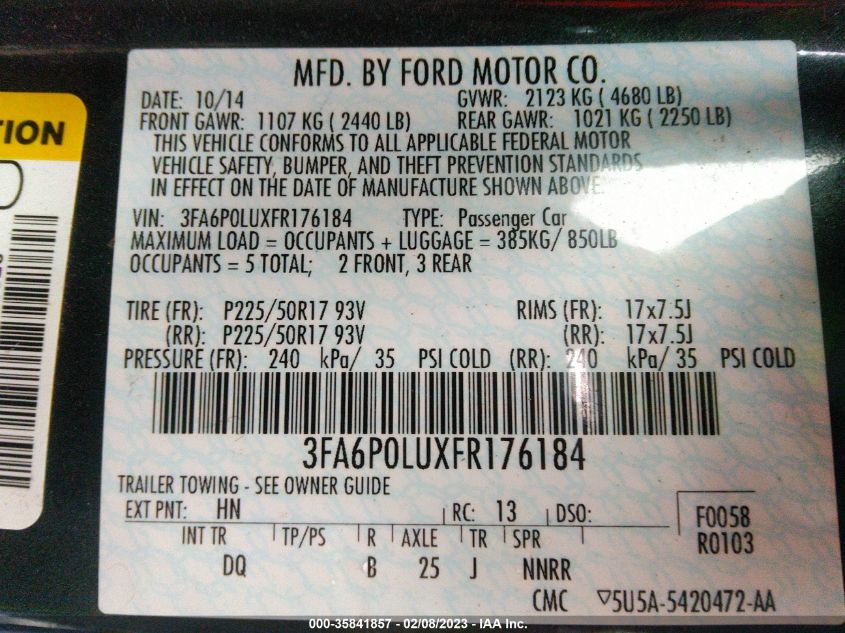 MFD. BY FORD MOTOR CO.
DATE: 10/14 GVWR: 2123 KG ( 4680 LB)
FRONT GAWR: 1107 KG ( 2440 LB) REAR GAWR: 1021 KG ( 2250 LB)
THIS VEHICLE CONFORMS TO ALL APPLICABLE FEDERAL MOTOR
VEHICLE SAFETY, BUMPER, AND THEFT PREVENTION STANDARDS
IN EFFECT ON THE DATE OF MANUFACTURE SHOWN ABOVE.
VIN: 3FA6P0LUXFR176184 TYPE: Passenger Car
MAXIMUM LOAD = OCCUPANTS + LUGGAGE = 385KG/ 850LB
OCCUPANTS = 5 TOTAL; 2 FRONT, 3 REAR
TIRE (FR): P225/50R17 93V RIMS (FR): 17x7.5J
(RR): P225/50R17 93V (RR): 17x7.5J
PRESSURE (FR): 240 kPa/ 35 PSI COLD (RR): 240 kPa/ 35 PSI COLD
3FA6P0LUXFR176184
TRAILER TOWING - SEE OWNER GUIDE
EXT PNT: HN RC: 13 DSO: F0058
INT TR TP/PS R AXLE TR SPR R0103
DQ B 25 J NNRR
CMC ▽5U5A-5420472-AA
TION
000-35841857 - 02/08/2023 - IAA Inc.